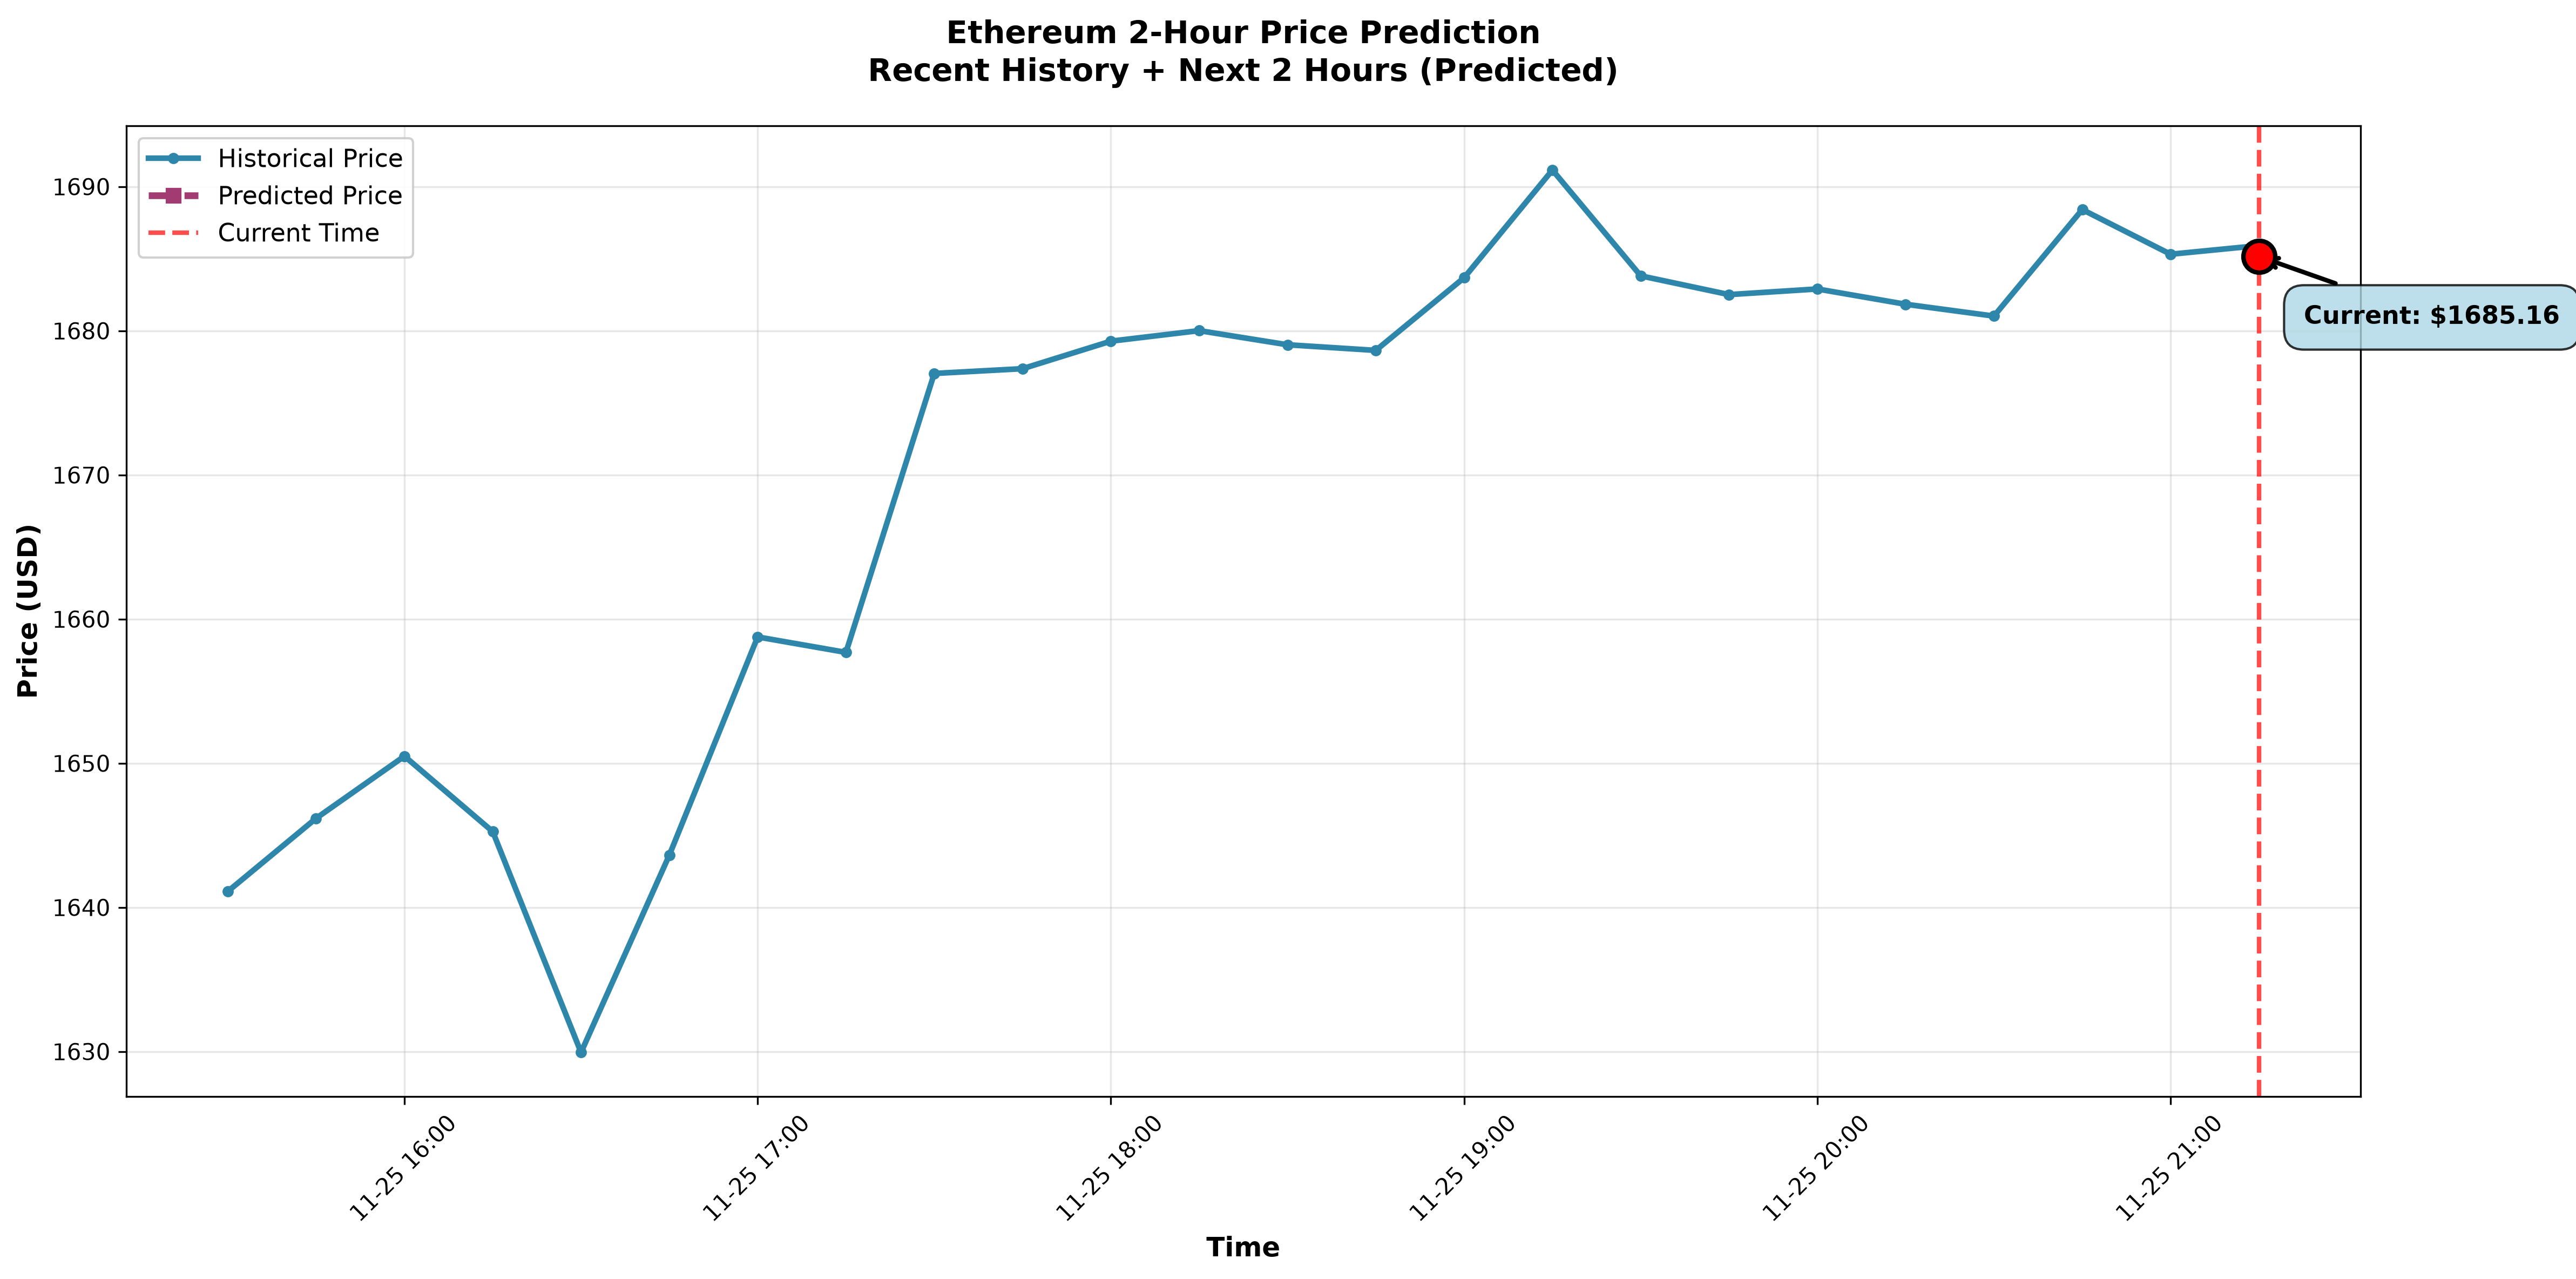 Ethereum 2-Hour Price Prediction
Recent History + Next 2 Hours (Predicted)
Historical Price
Predicted Price
Current Time
1690
1680
1670
1660
1650
1640
1630
Price (USD)
Current: $1685.16
11-25 16:00
11-25 17:00
11-25 18:00
11-25 19:00
11-25 20:00
11-25 21:00
Time